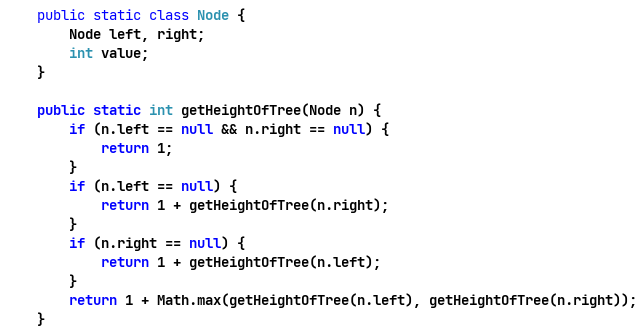 public static class Node {
    Node left, right;
    int value;
}

public static int getHeightOfTree(Node n) {
    if (n.left == null && n.right == null) {
        return 1;
    }
    if (n.left == null) {
        return 1 + getHeightOfTree(n.right);
    }
    if (n.right == null) {
        return 1 + getHeightOfTree(n.left);
    }
    return 1 + Math.max(getHeightOfTree(n.left), getHeightOfTree(n.right));
}